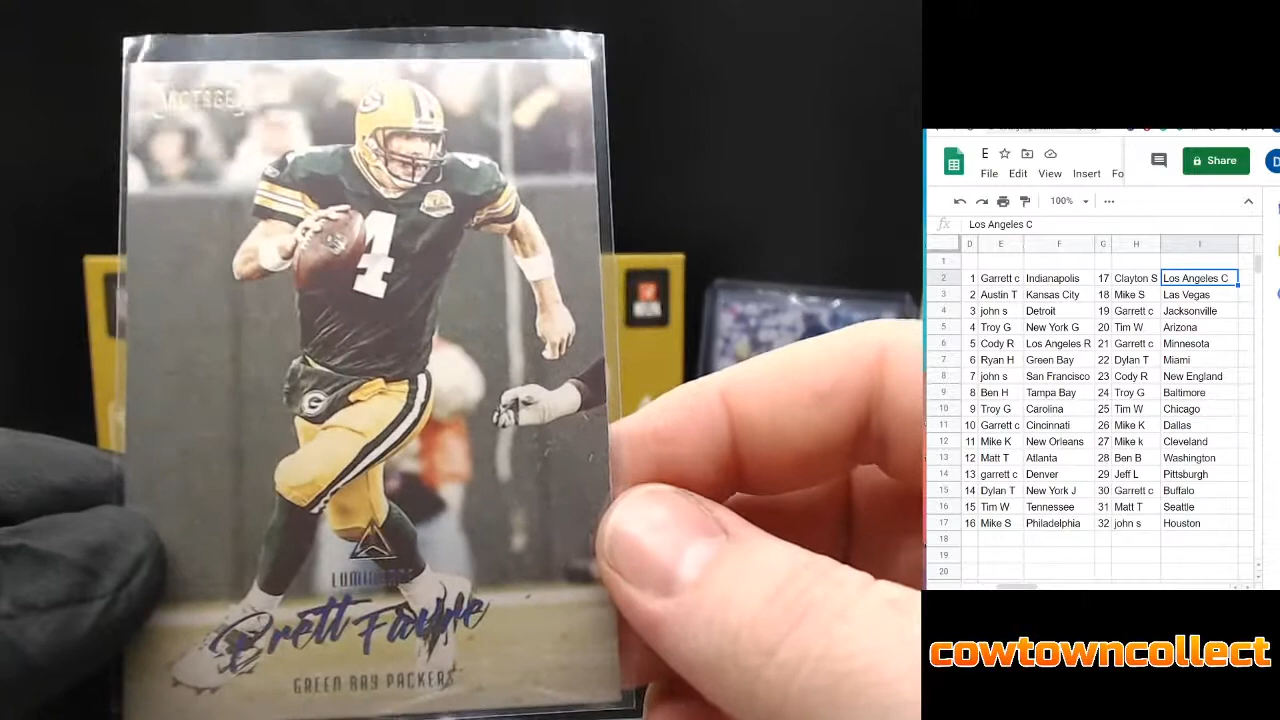 VINTAGE
4
4
G
G
LUMINANCE
Brett Favre
GREEN BAY PACKERS
E
File Edit View Insert Fo
Share
D
100%
fx Los Angeles C
D E F G H I
1
2 1 Garrett c Indianapolis 17 Clayton S Los Angeles C
3 2 Austin T Kansas City 18 Mike S Las Vegas
4 3 john s Detroit 19 Garrett c Jacksonville
5 4 Troy G New York G 20 Tim W Arizona
6 5 Cody R Los Angeles R 21 Garrett c Minnesota
7 6 Ryan H Green Bay 22 Dylan T Miami
8 7 john s San Francisco 23 Cody R New England
9 8 Ben H Tampa Bay 24 Troy G Baltimore
10 9 Troy G Carolina 25 Tim W Chicago
11 10 Garrett c Cincinnati 26 Mike K Dallas
12 11 Mike K New Orleans 27 Mike k Cleveland
13 12 Matt T Atlanta 28 Ben B Washington
14 13 garrett c Denver 29 Jeff L Pittsburgh
15 14 Dylan T New York J 30 Garrett c Buffalo
16 15 Tim W Tennessee 31 Matt T Seattle
17 16 Mike S Philadelphia 32 john s Houston
18
19
20
cowtowncollect